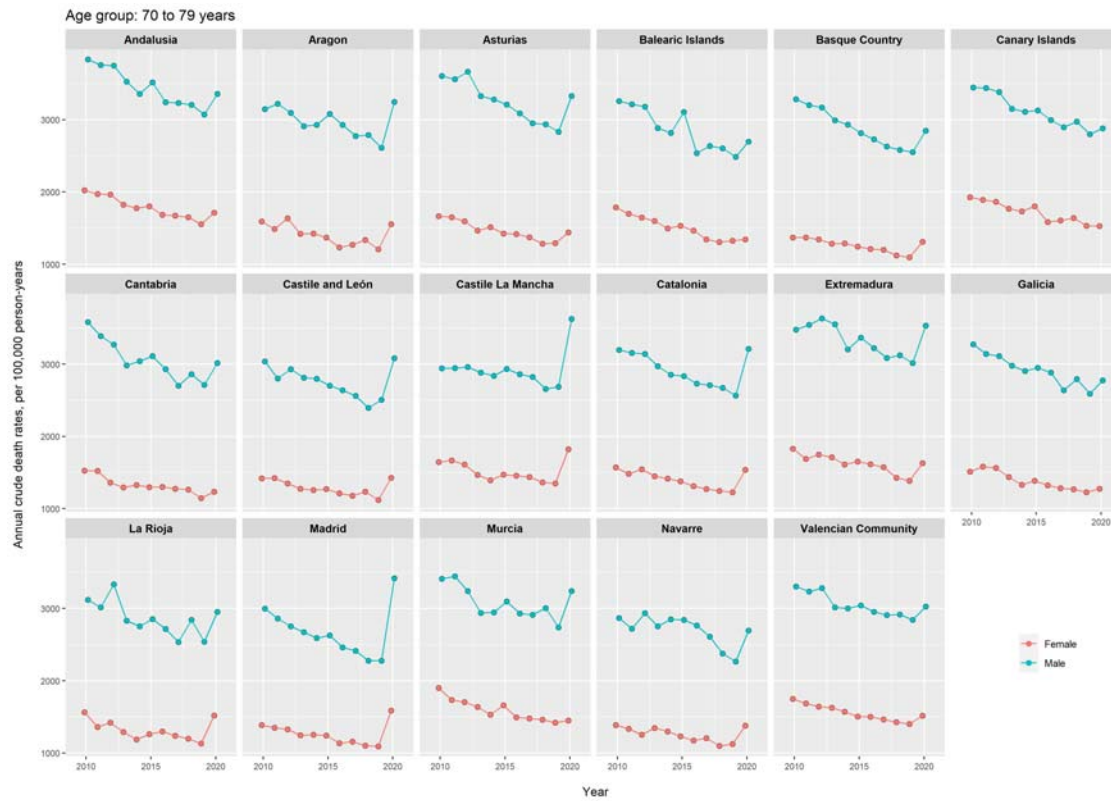 Age group: 70 to 79 years
Andalusia
Aragon
Asturias
Balearic Islands
Basque Country
Canary Islands
3000
2000
1000
Cantabria
Castile and León
Castile La Mancha
Catalonia
Extremadura
Galicia
3000
2000
1000
2010 2015 2020
La Rioja
Madrid
Murcia
Navarre
Valencian Community
3000
2000
1000
2010 2015 2020
2010 2015 2020
2010 2015 2020
2010 2015 2020
2010 2015 2020
Annual crude death rates, per 100,000 person-years
Year
Female
Male